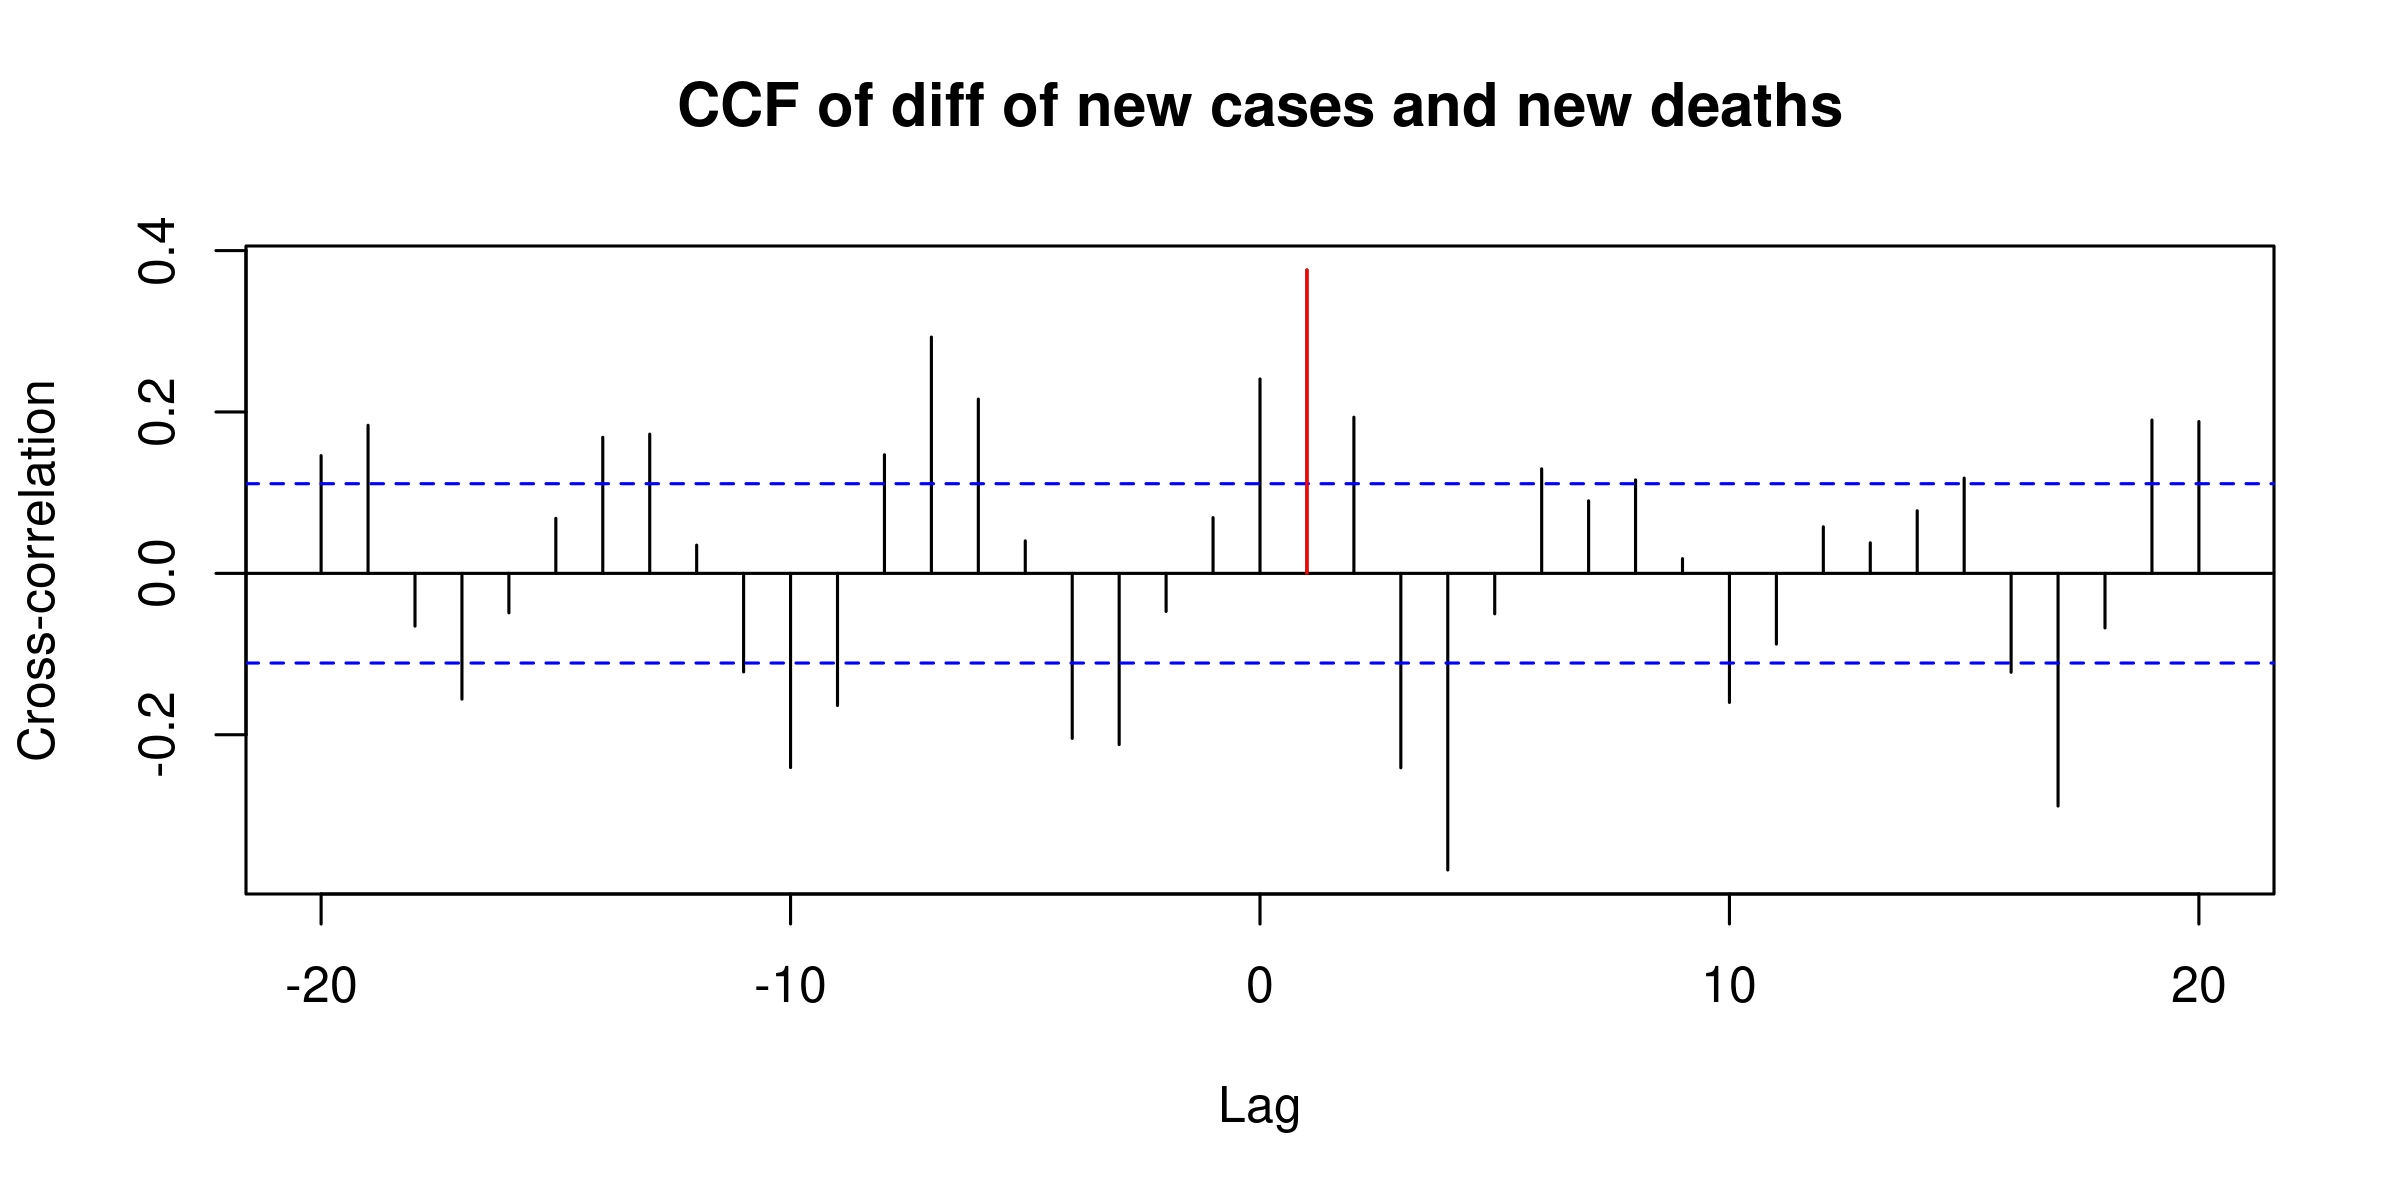 CCF of diff of new cases and new deaths
Cross-correlation
0.4
0.2
0.0
-0.2
-20 -10 0 10 20
Lag